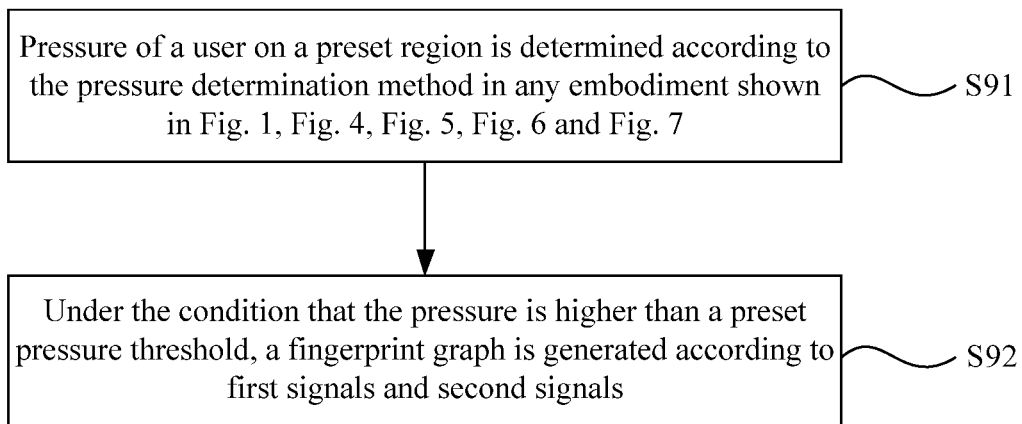 Pressure of a user on a preset region is determined according to
the pressure determination method in any embodiment shown
in Fig. 1, Fig. 4, Fig. 5, Fig. 6 and Fig. 7
S91
Under the condition that the pressure is higher than a preset
pressure threshold, a fingerprint graph is generated according to
first signals and second signals
S92